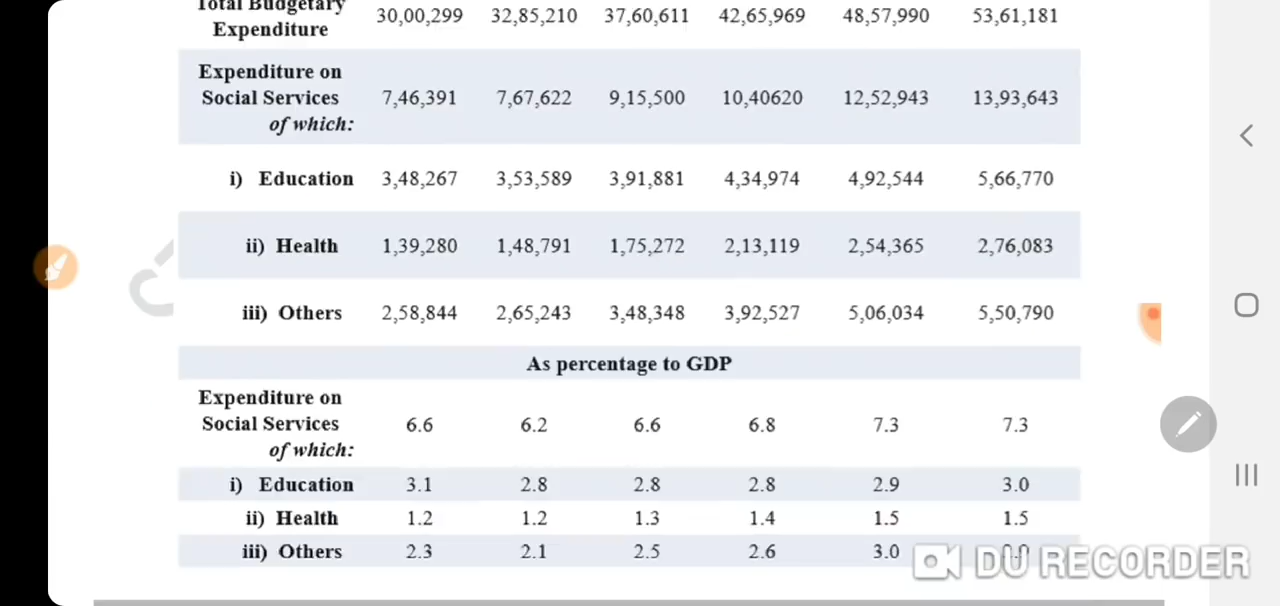 Total Budgetary
Expenditure 30,00,299 32,85,210 37,60,611 42,65,969 48,57,990 53,61,181
Expenditure on
Social Services 7,46,391 7,67,622 9,15,500 10,40620 12,52,943 13,93,643
of which:
i) Education 3,48,267 3,53,589 3,91,881 4,34,974 4,92,544 5,66,770
ii) Health 1,39,280 1,48,791 1,75,272 2,13,119 2,54,365 2,76,083
iii) Others 2,58,844 2,65,243 3,48,348 3,92,527 5,06,034 5,50,790
As percentage to GDP
Expenditure on
Social Services 6.6 6.2 6.6 6.8 7.3 7.3
of which:
i) Education 3.1 2.8 2.8 2.8 2.9 3.0
ii) Health 1.2 1.2 1.3 1.4 1.5 1.5
iii) Others 2.3 2.1 2.5 2.6 3.0
DU RECORDER